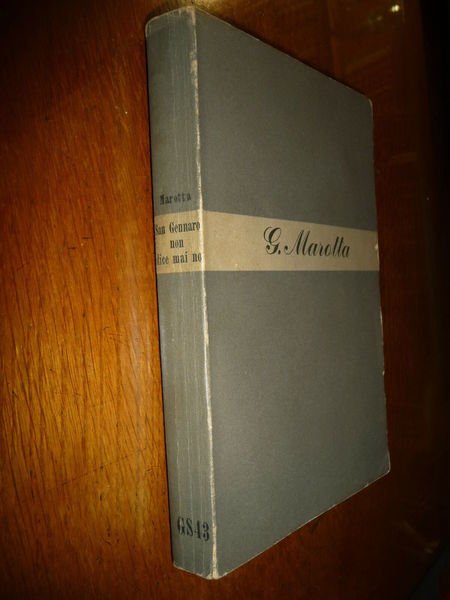 Marotta
San Gennaro
non
dice mai no
G. Marotta
GS43